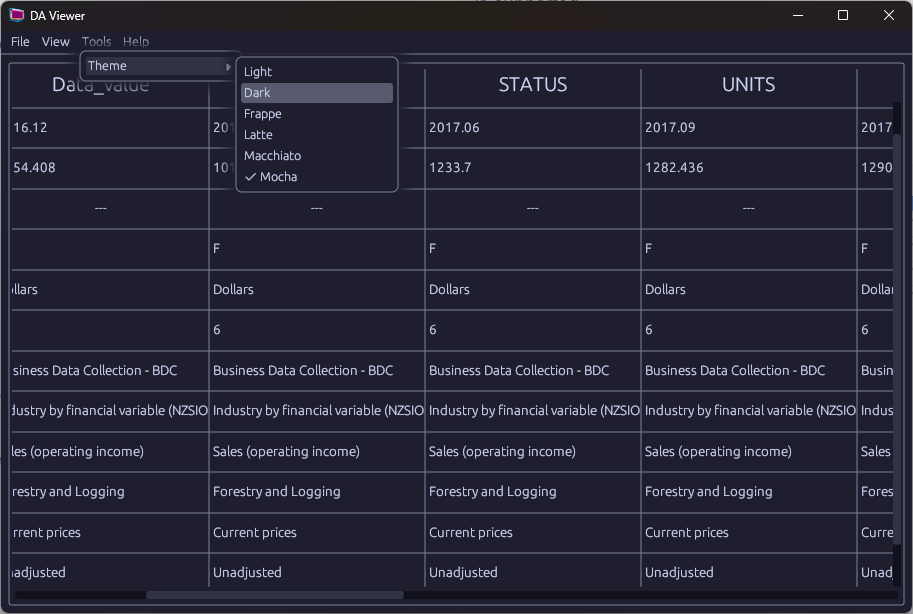 DA Viewer
File View Tools Help
Theme
Light
Dark
Frappe
Latte
Macchiato
✓ Mocha
Data_value STATUS UNITS
16.12 201 2017.06 2017.09 2017
54.408 101 1233.7 1282.436 1290
--- --- --- ---
F F F F
llars Dollars Dollars Dollars Dollar
6 6 6 6
siness Data Collection - BDC Business Data Collection - BDC Business Data Collection - BDC Business Data Collection - BDC Busin
dustry by financial variable (NZSIO Industry by financial variable (NZSIO Industry by financial variable (NZSIO Industry by financial variable (NZSIO Indus
les (operating income) Sales (operating income) Sales (operating income) Sales (operating income) Sales
restry and Logging Forestry and Logging Forestry and Logging Forestry and Logging Fores
rrent prices Current prices Current prices Current prices Curre
adjusted Unadjusted Unadjusted Unadjusted Unadj